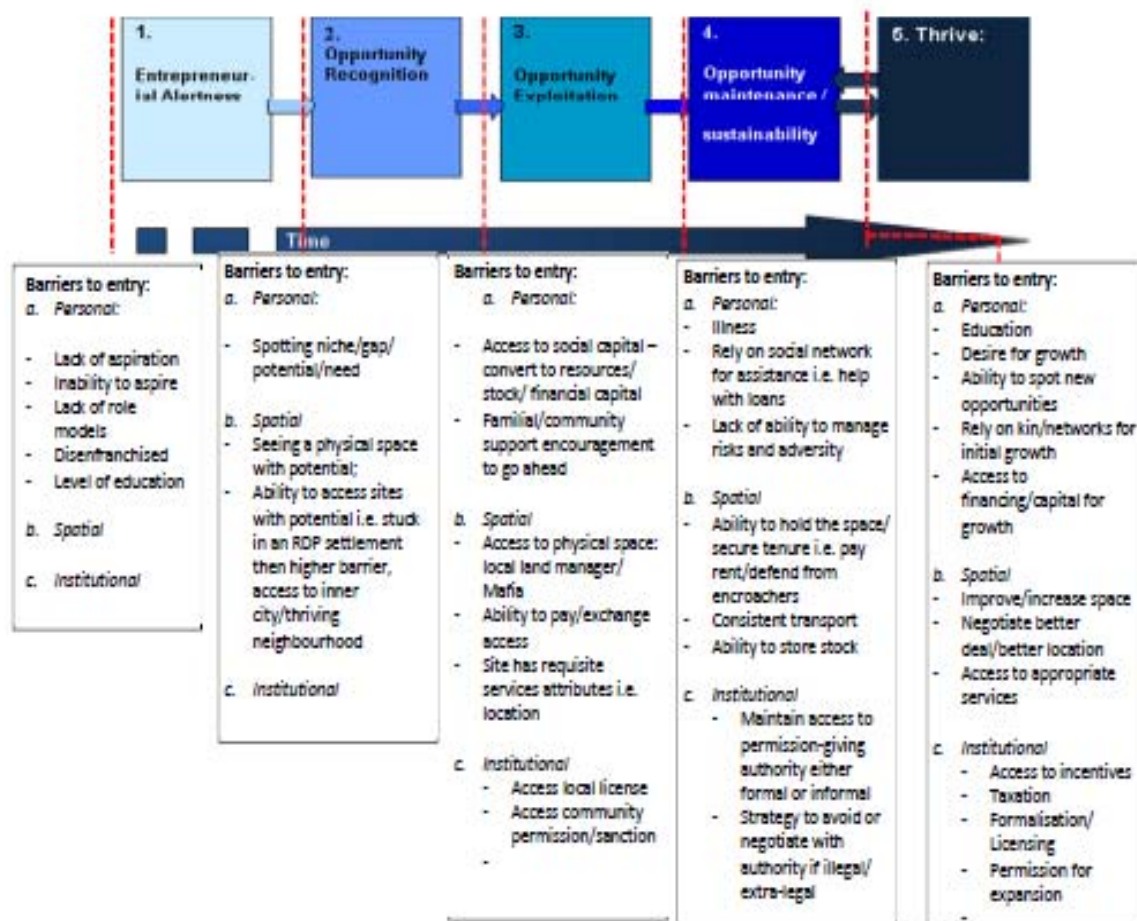 1.
Entrepreneur-
ial Alertness
2.
Opportunity
Recognition
3.
Opportunity
Exploitation
4.
Opportunity
maintenance /
sustainability
5. Thrive:
Time
Barriers to entry:
a. Personal:
- Lack of aspiration
- Inability to aspire
- Lack of role
models
- Disenfranchised
- Level of education
b. Spatial
c. Institutional
Barriers to entry:
a. Personal:
- Spotting niche/gap/
potential/need
b. Spatial
- Seeing a physical space
with potential;
- Ability to access sites
with potential i.e. stuck
in an RDP settlement
then higher barrier,
access to inner
city/thriving
neighbourhood
c. Institutional
Barriers to entry:
a. Personal:
- Access to social capital –
convert to resources/
stock/ financial capital
- Familial/community
support encouragement
to go ahead
b. Spatial
- Access to physical space:
local land manager/
Mafia
- Ability to pay/exchange
access
- Site has requisite
services attributes i.e.
location
c. Institutional
- Access local license
- Access community
permission/sanction
-
Barriers to entry:
a. Personal:
- Illness
- Rely on social network
for assistance i.e. help
with loans
- Lack of ability to manage
risks and adversity
b. Spatial
- Ability to hold the space/
secure tenure i.e. pay
rent/defend from
encroachers
- Consistent transport
- Ability to store stock
c. Institutional
- Maintain access to
permission-giving
authority either
formal or informal
- Strategy to avoid or
negotiate with
authority if illegal/
extra-legal
Barriers to entry:
a. Personal:
- Education
- Desire for growth
- Ability to spot new
opportunities
- Rely on kin/networks for
initial growth
- Access to
financing/capital for
growth
b. Spatial
- Improve/increase space
- Negotiate better
deal/better location
- Access to appropriate
services
c. Institutional
- Access to incentives
- Taxation
- Formalisation/
Licensing
- Permission for
expansion
-